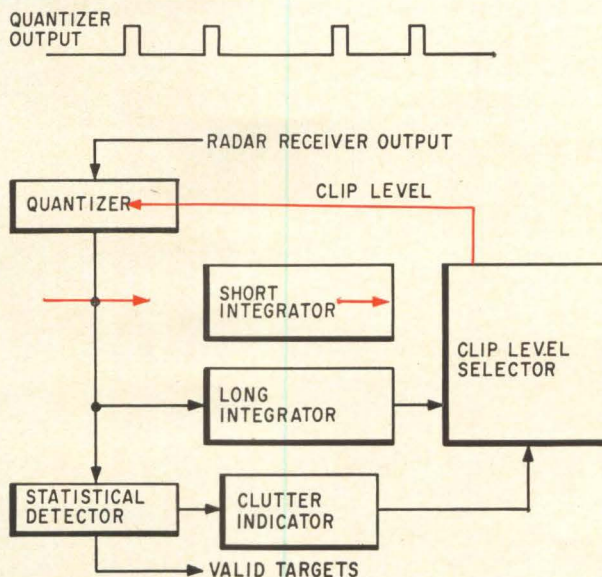 QUANTIZER
OUTPUT
RADAR RECEIVER OUTPUT
QUANTIZER
CLIP LEVEL
SHORT
INTEGRATOR
CLIP LEVEL
SELECTOR
LONG
INTEGRATOR
STATISTICAL
DETECTOR
CLUTTER
INDICATOR
VALID TARGETS